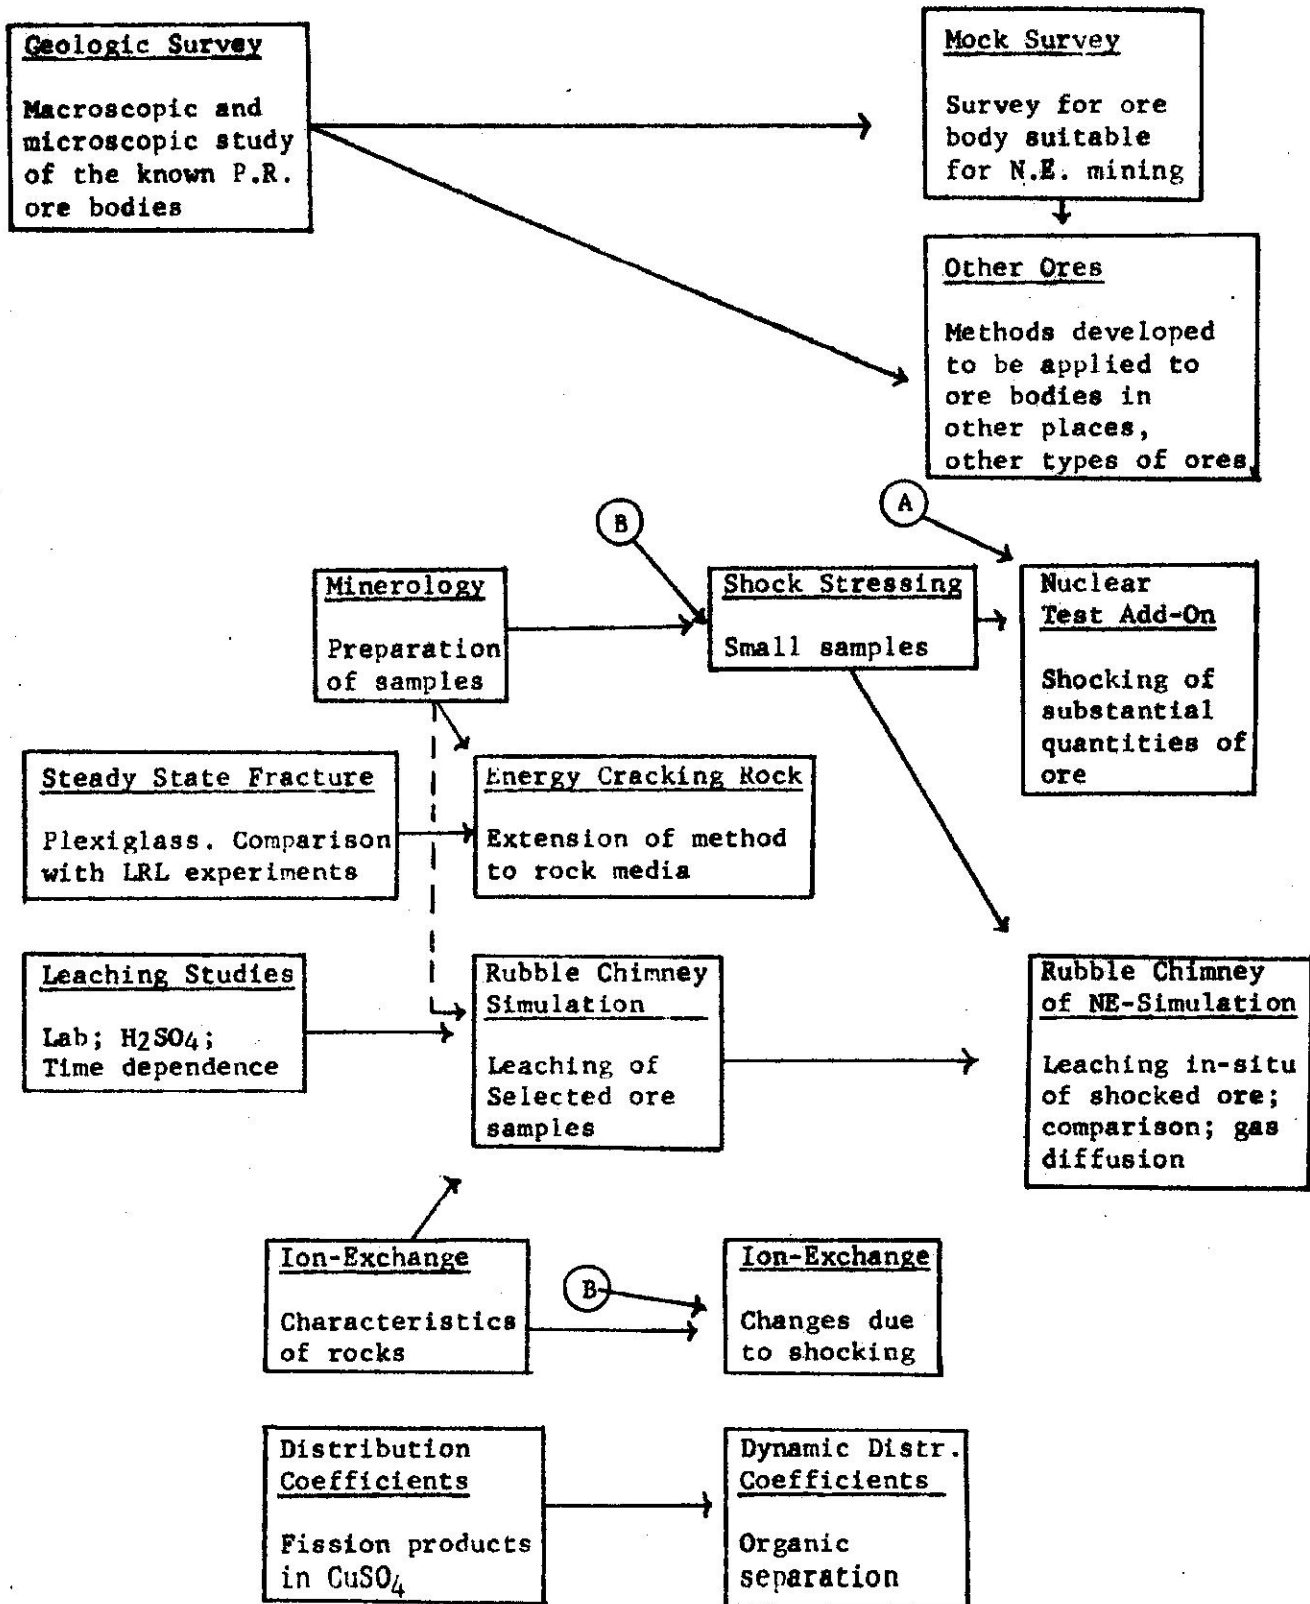 Geologic Survey
Macroscopic and
microscopic study
of the known P.R.
ore bodies
Mock Survey
Survey for ore
body suitable
for N.E. mining
Other Ores
Methods developed
to be applied to
ore bodies in
other places,
other types of ores
B
A
Minerology
Preparation
of samples
Shock Stressing
Small samples
Nuclear
Test Add-On
Shocking of
substantial
quantities of
ore
Steady State Fracture
Plexiglass. Comparison
with LRL experiments
Energy Cracking Rock
Extension of method
to rock media
Leaching Studies
Lab; H2SO4;
Time dependence
Rubble Chimney
Simulation
Leaching of
Selected ore
samples
Rubble Chimney
of NE-Simulation
Leaching in-situ
of shocked ore;
comparison; gas
diffusion
Ion-Exchange
Characteristics
of rocks
B
Ion-Exchange
Changes due
to shocking
Distribution
Coefficients
Fission products
in CuSO4
Dynamic Distr.
Coefficients
Organic
separation